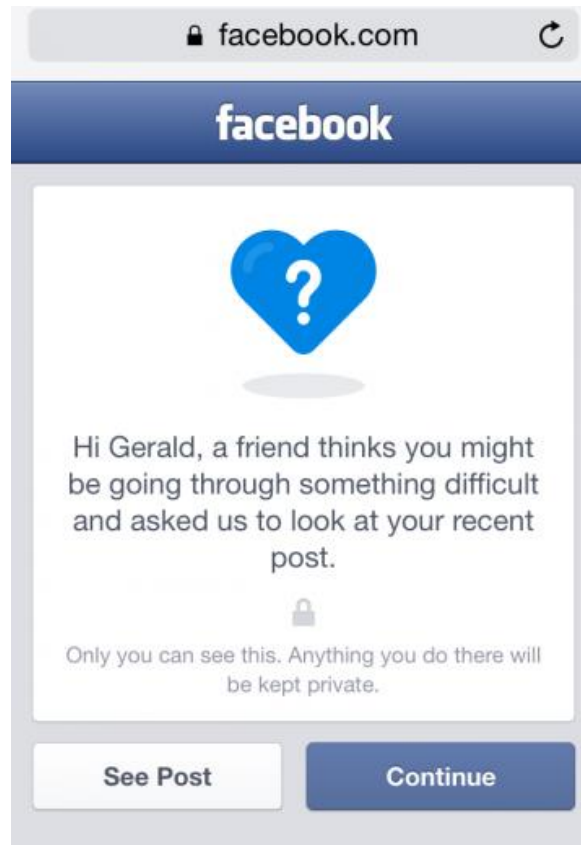 facebook.com
facebook
?
Hi Gerald, a friend thinks you might
be going through something difficult
and asked us to look at your recent
post.
Only you can see this. Anything you do there will
be kept private.
See Post
Continue